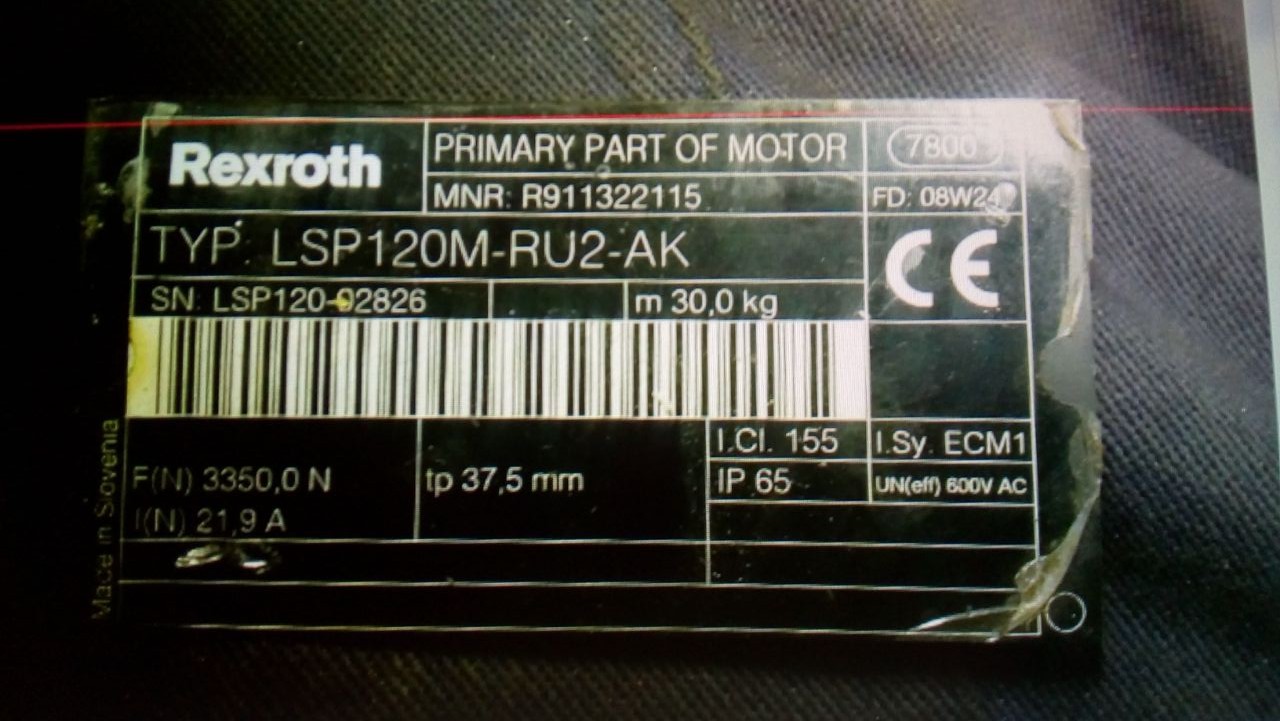 Rexroth
PRIMARY PART OF MOTOR
7800
MNR: R911322115
FD: 08W24
TYP: LSP120M-RU2-AK
CE
SN: LSP120-02826
m 30,0 kg
I.Cl. 155
I.Sy. ECM1
F(N) 3350,0 N
tp 37,5 mm
IP 65
UN(eff) 600V AC
I(N) 21,9 A
Made in Slovenia